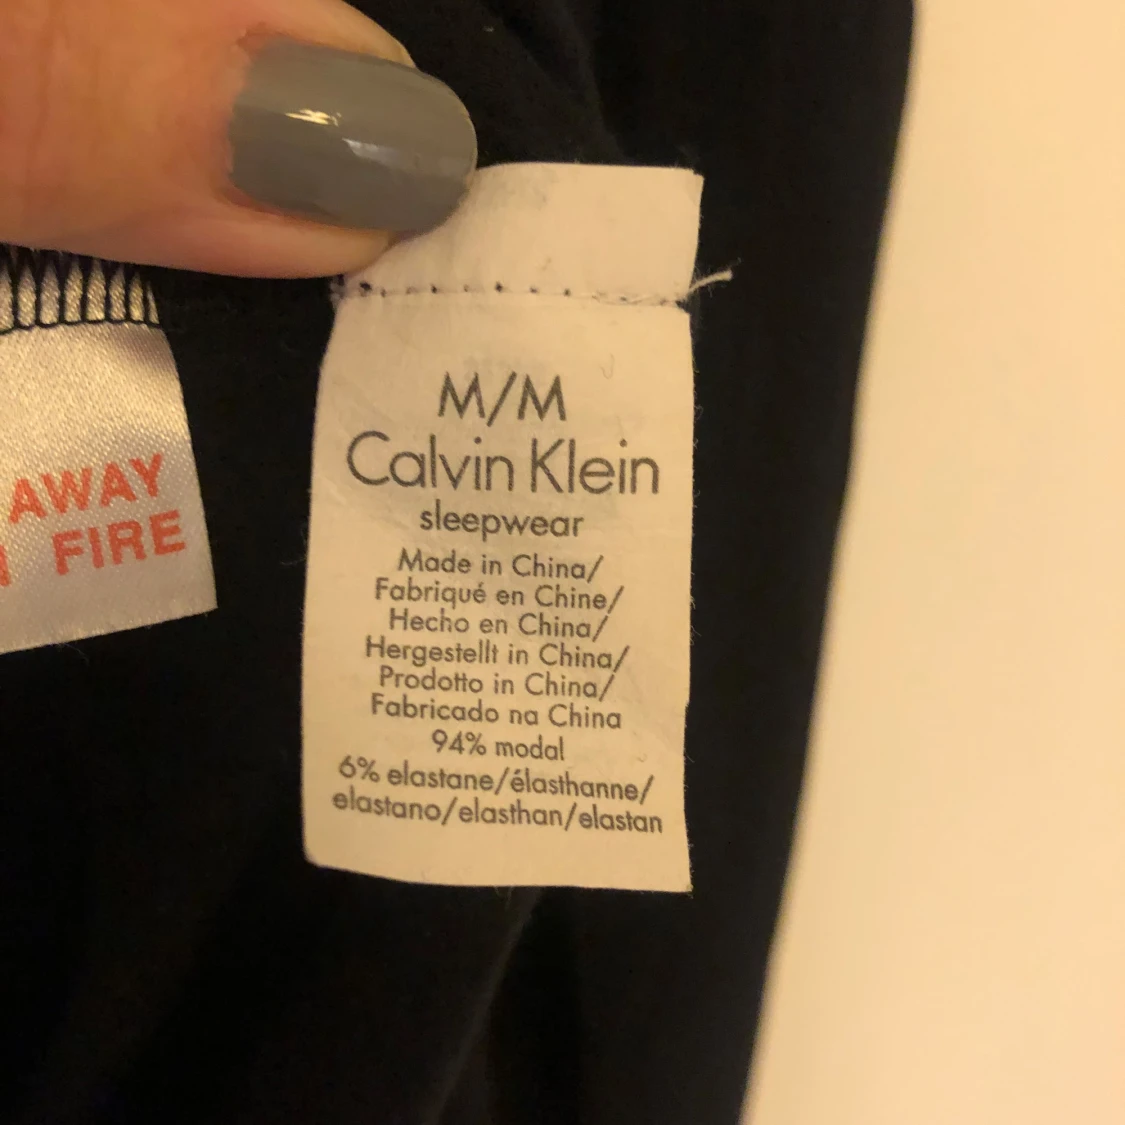 AWAY
FIRE
M/M
Calvin Klein
sleepwear
Made in China/
Fabriqué en Chine/
Hecho en China/
Hergestellt in China/
Prodotto in China/
Fabricado na China
94% modal
6% elastane/élasthanne/
elastano/elasthan/elastan